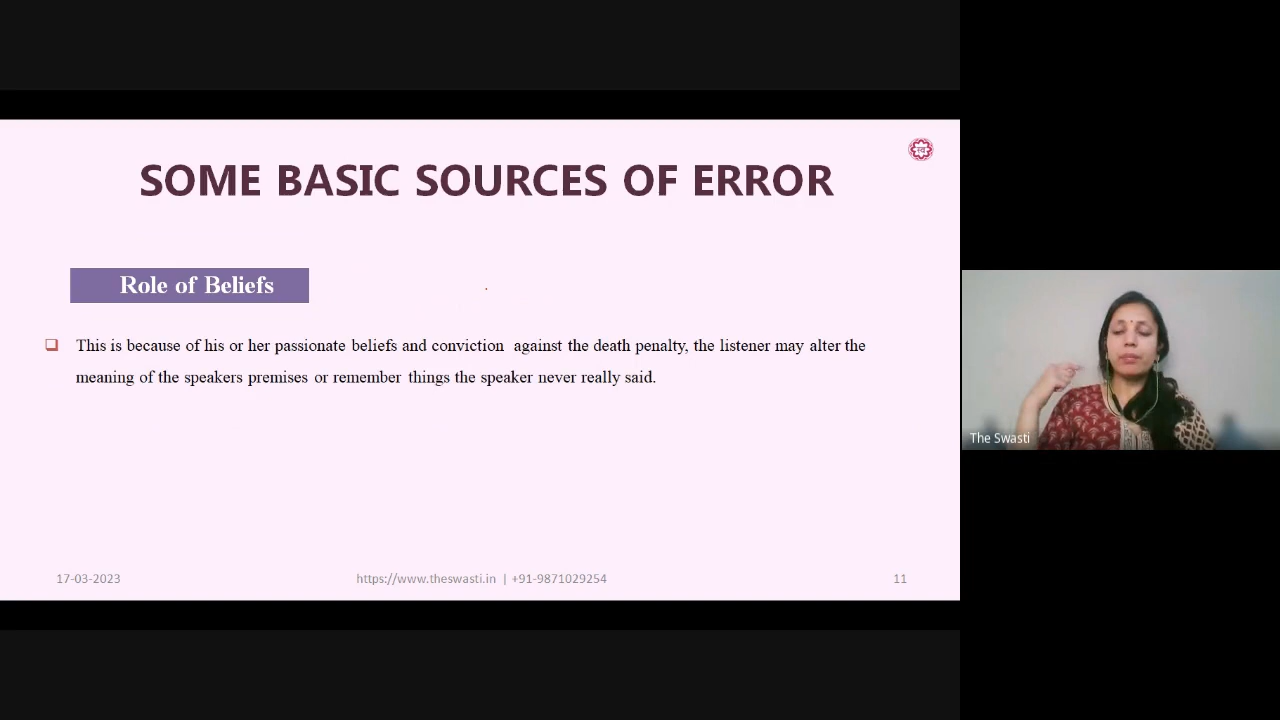 SOME BASIC SOURCES OF ERROR
Role of Beliefs
This is because of his or her passionate beliefs and conviction against the death penalty, the listener may alter the
meaning of the speakers premises or remember things the speaker never really said.
17-03-2023
https://www.theswasti.in | +91-9871029254
11
The Swasti